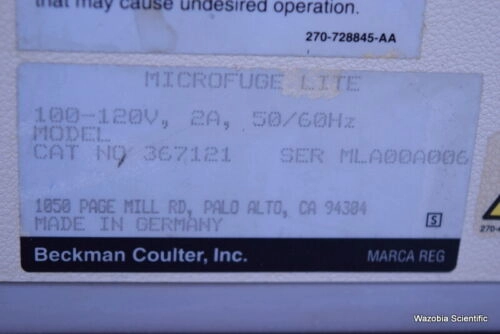 that may cause undesired operation.
270-728845-AA
MICROFUGE LITE
100-120V, 2A, 50/60Hz
MODEL
CAT NO 367121 SER MLA00A006
1050 PAGE MILL RD, PALO ALTO, CA 94304
MADE IN GERMANY
S
Beckman Coulter, Inc. MARCA REG
Wazobia Scientific